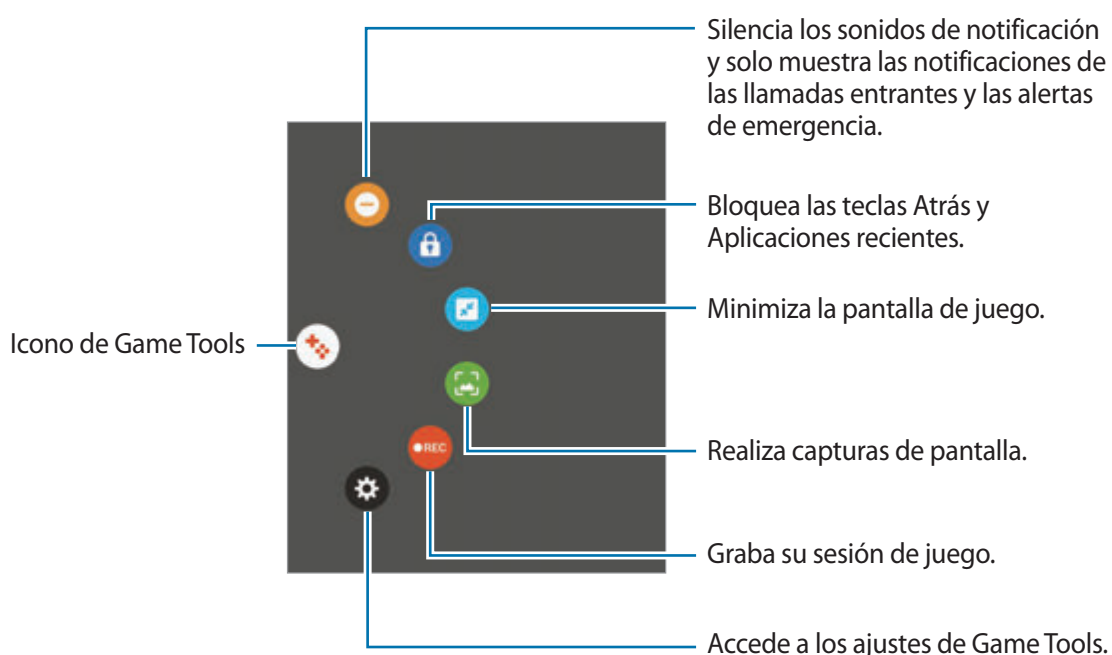 Silencia los sonidos de notificación
y solo muestra las notificaciones de
las llamadas entrantes y las alertas
de emergencia.
Bloquea las teclas Atrás y
Aplicaciones recientes.
Minimiza la pantalla de juego.
Icono de Game Tools
REC
Realiza capturas de pantalla.
Graba su sesión de juego.
Accede a los ajustes de Game Tools.